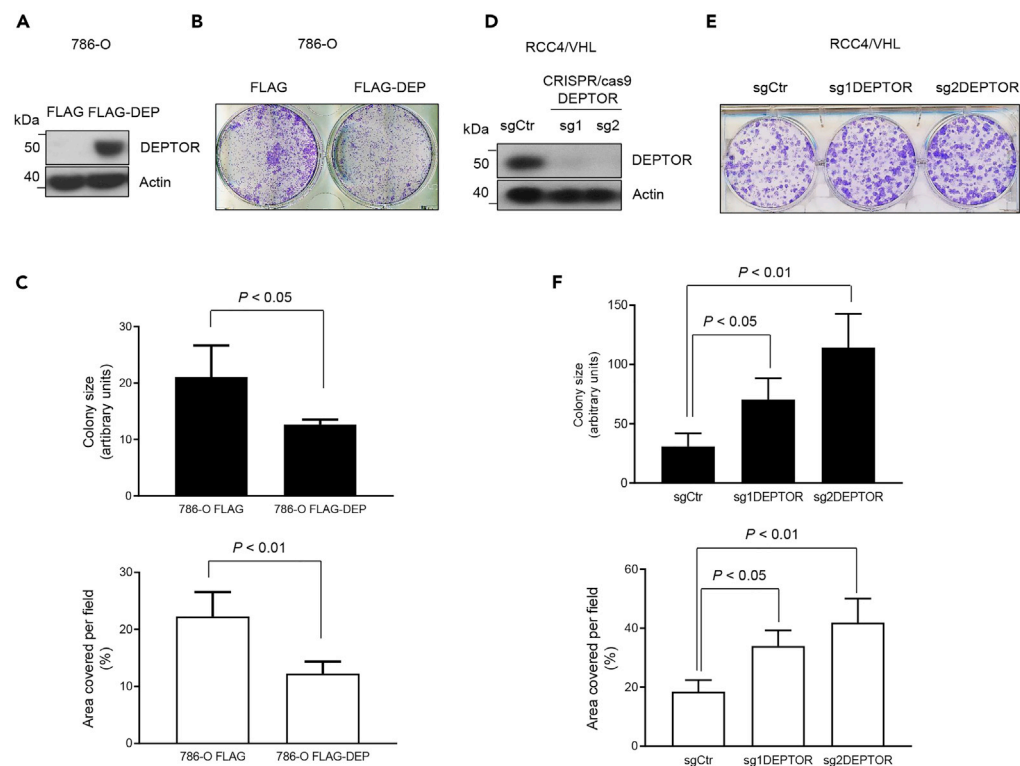 A
786-O
FLAG FLAG-DEP
kDa
50
DEPTOR
40
Actin
B
786-O
FLAG FLAG-DEP
D
RCC4/VHL
CRISPR/cas9
DEPTOR
kDa sgCtr sg1 sg2
50
DEPTOR
40
Actin
E
RCC4/VHL
sgCtr sg1DEPTOR sg2DEPTOR
C
P < 0.05
30
20
10
0
Colony size
(artibrary units)
786-O FLAG 786-O FLAG-DEP
P < 0.01
30
20
10
0
Area covered per field
(%)
786-O FLAG 786-O FLAG-DEP
F
P < 0.01
P < 0.05
150
100
50
0
Colony size
(arbitrary units)
sgCtr sg1DEPTOR sg2DEPTOR
P < 0.01
P < 0.05
60
40
20
0
Area covered per field
(%)
sgCtr sg1DEPTOR sg2DEPTOR